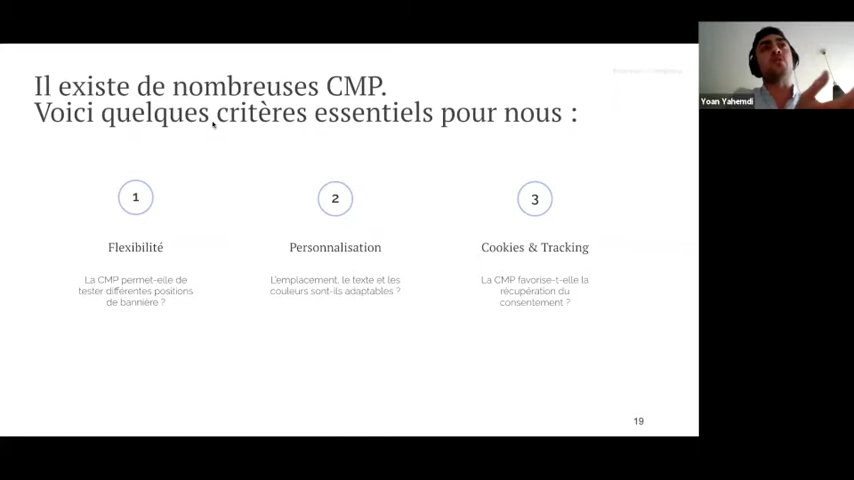 Il existe de nombreuses CMP.
Voici quelques critères essentiels pour nous :
1
2
3
Flexibilité
Personnalisation
Cookies & Tracking
La CMP permet-elle de
tester différentes positions
de bannière ?
L'emplacement, le texte et les
couleurs sont-ils adaptables ?
La CMP favorise-t-elle la
récupération du
consentement ?
19
Yoan Yahemdi